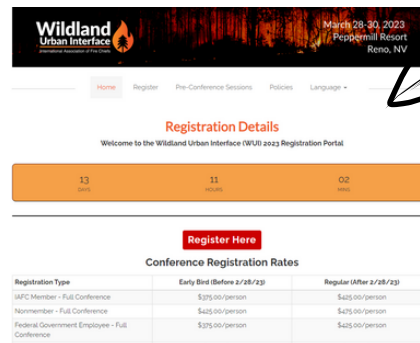 Wildland
Urban Interface
International Association of Fire Chiefs
March 28-30, 2023
Peppermill Resort
Reno, NV
Home Register Pre-Conference Sessions Policies Language
Registration Details
Welcome to the Wildland Urban Interface (WUI) 2023 Registration Portal
13 11 02
DAYS HOURS MINS
Register Here
Conference Registration Rates
Registration Type Early Bird (Before 2/28/23) Regular (After 2/28/23)
IAFC Member - Full Conference $375.00/person $425.00/person
Nonmember - Full Conference $425.00/person $475.00/person
Federal Government Employee - Full $375.00/person $425.00/person
Conference